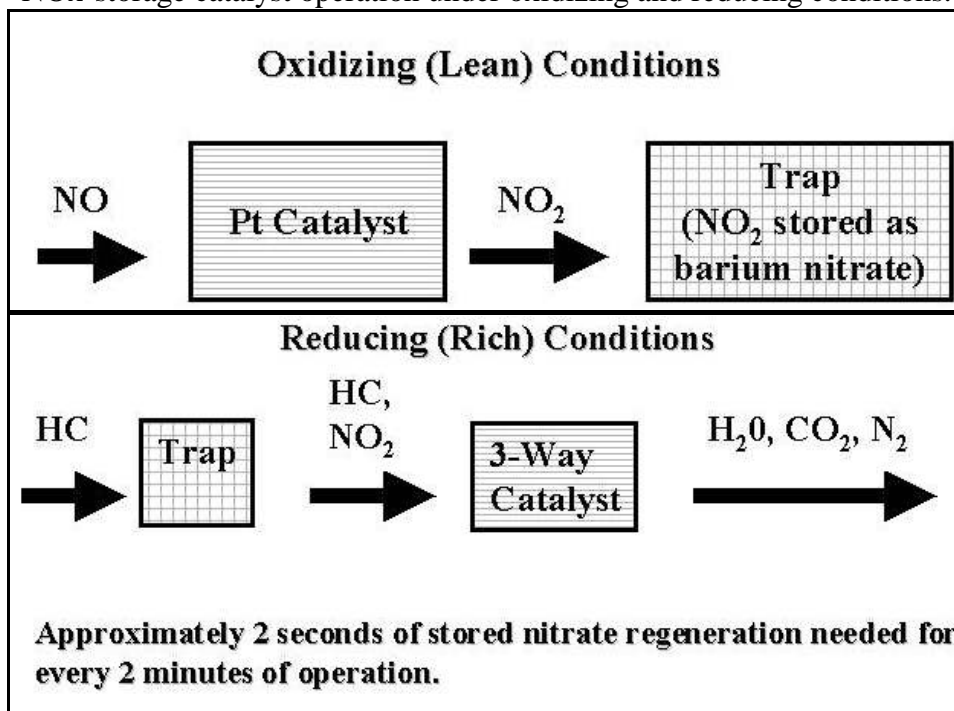 NOx storage catalyst operation under oxidizing and reducing conditions.
Oxidizing (Lean) Conditions
NO
Pt Catalyst
NO₂
Trap
(NO₂ stored as
barium nitrate)
Reducing (Rich) Conditions
HC
Trap
HC,
NO₂
3-Way
Catalyst
H₂0, CO₂, N₂
Approximately 2 seconds of stored nitrate regeneration needed for
every 2 minutes of operation.